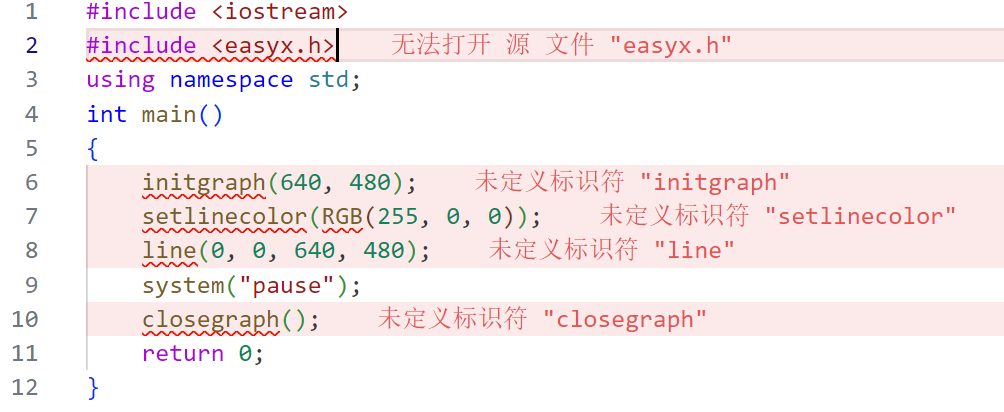 1 #include <iostream>
2 #include <easyx.h> 无法打开 源 文件 "easyx.h"
3 using namespace std;
4 int main()
5 {
6 initgraph(640, 480); 未定义标识符 "initgraph"
7 setlinecolor(RGB(255, 0, 0)); 未定义标识符 "setlinecolor"
8 line(0, 0, 640, 480); 未定义标识符 "line"
9 system("pause");
10 closegraph(); 未定义标识符 "closegraph"
11 return 0;
12 }